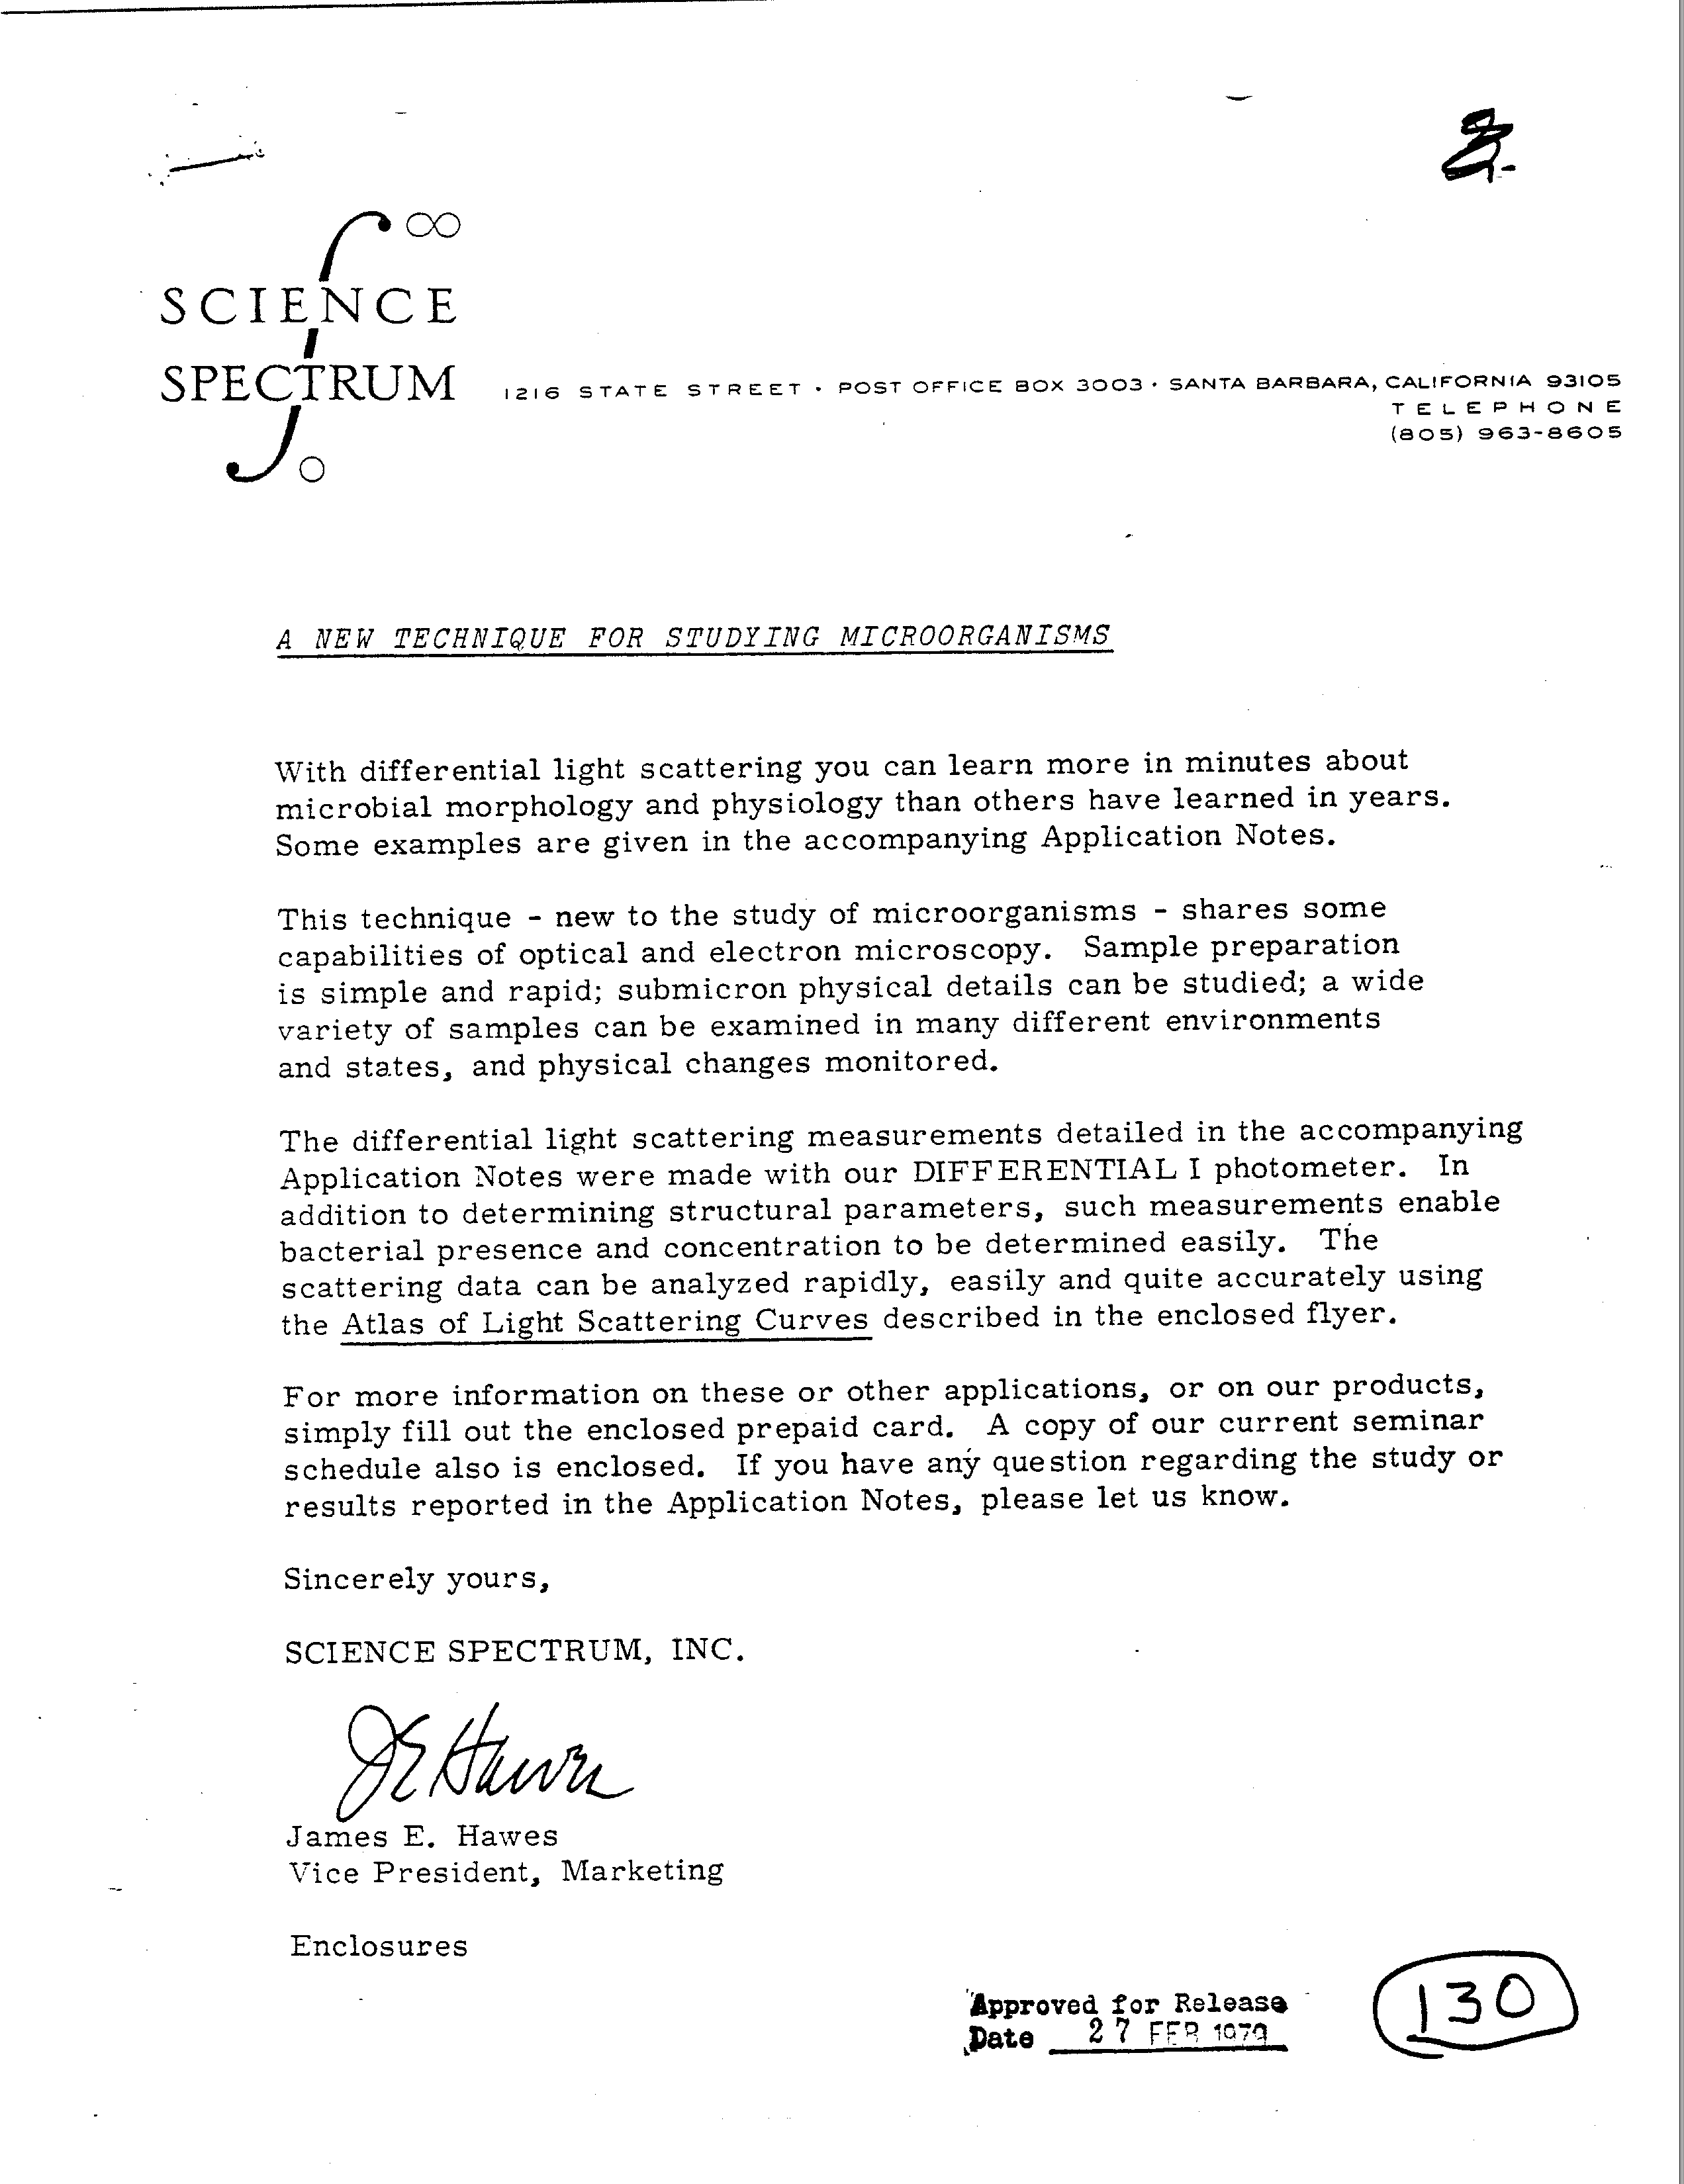 ∞
SCIENCE
SPECTRUM
O
1216 STATE STREET · POST OFFICE BOX 3003 · SANTA BARBARA, CALIFORNIA 93105
TELEPHONE
(805) 963-8605
A NEW TECHNIQUE FOR STUDYING MICROORGANISMS
With differential light scattering you can learn more in minutes about
microbial morphology and physiology than others have learned in years.
Some examples are given in the accompanying Application Notes.
This technique - new to the study of microorganisms - shares some
capabilities of optical and electron microscopy. Sample preparation
is simple and rapid; submicron physical details can be studied; a wide
variety of samples can be examined in many different environments
and states, and physical changes monitored.
The differential light scattering measurements detailed in the accompanying
Application Notes were made with our DIFFERENTIAL I photometer. In
addition to determining structural parameters, such measurements enable
bacterial presence and concentration to be determined easily. The
scattering data can be analyzed rapidly, easily and quite accurately using
the Atlas of Light Scattering Curves described in the enclosed flyer.
For more information on these or other applications, or on our products,
simply fill out the enclosed prepaid card. A copy of our current seminar
schedule also is enclosed. If you have any question regarding the study or
results reported in the Application Notes, please let us know.
Sincerely yours,
SCIENCE SPECTRUM, INC.
JE Hawes
James E. Hawes
Vice President, Marketing
Enclosures
Approved for Release
Date 27 FEB 1979
130